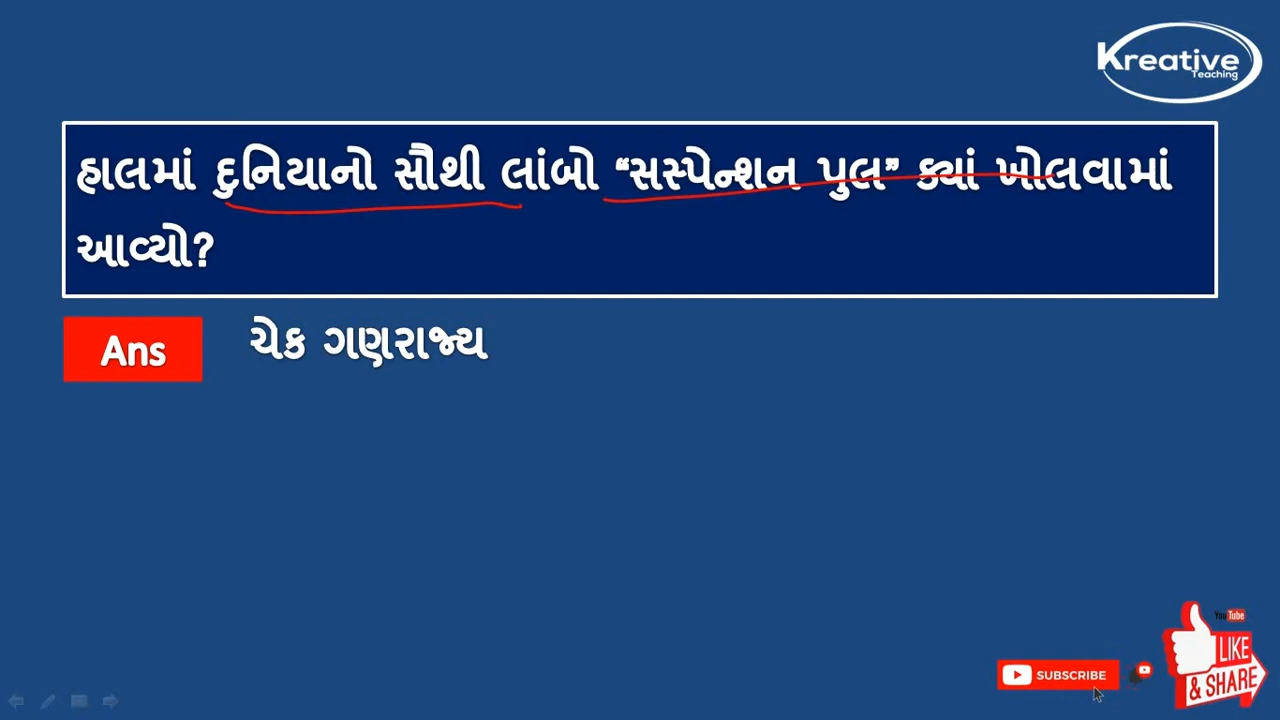 Kreative
Teaching
હાલમાં દુનિયાનો સૌથી લાંબો “સસ્પેન્શન પુલ” ક્યાં ખોલવામાં
આવ્યો?
Ans ચેક ગણરાજ્ય
YouTube
LIKE
& SHARE
SUBSCRIBE